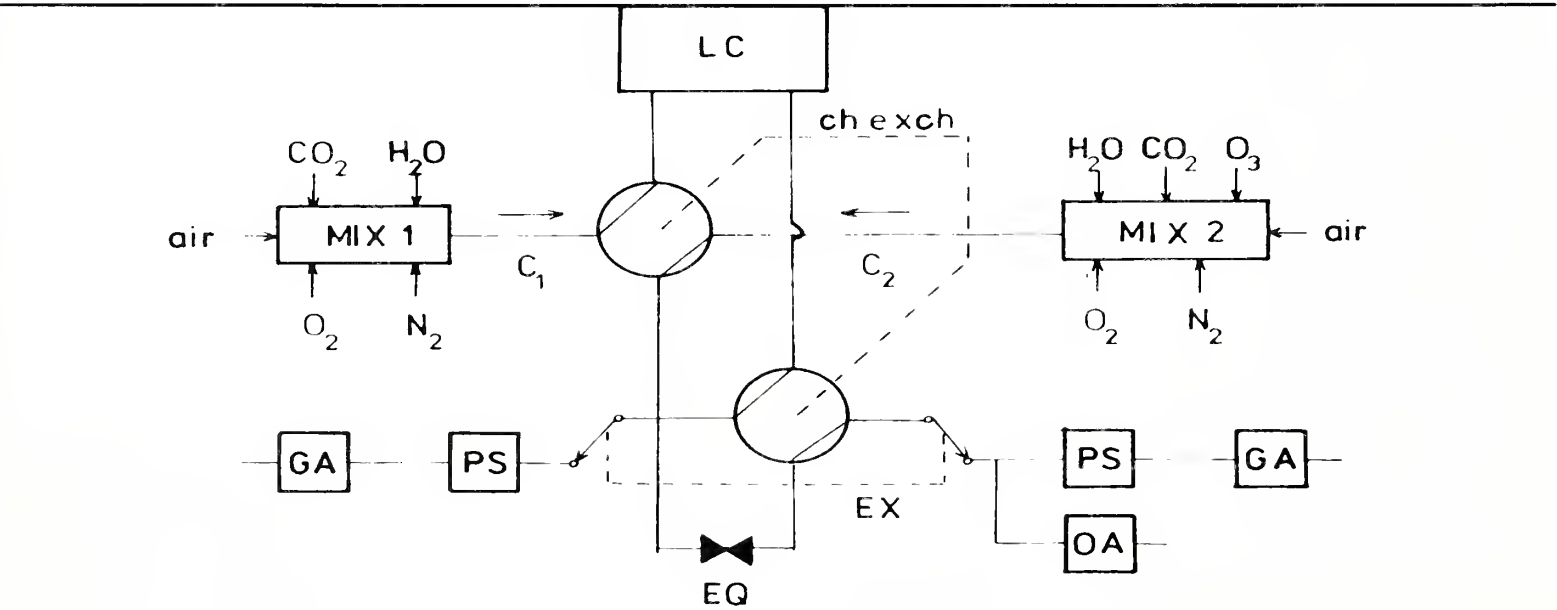 LC
ch exch
CO₂ H₂O
H₂O CO₂ O₃
air MIX 1
MIX 2 air
C₁ C₂
O₂ N₂
O₂ N₂
GA PS
PS GA
EX
OA
EQ